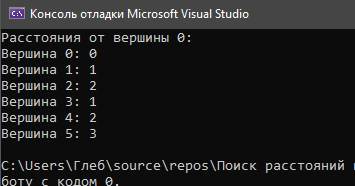 Консоль отладки Microsoft Visual Studio
Расстояния от вершины 0:
Вершина 0: 0
Вершина 1: 1
Вершина 2: 2
Вершина 3: 1
Вершина 4: 2
Вершина 5: 3
C:\Users\Глеб\source\repos\Поиск расстояний
боту с кодом 0.